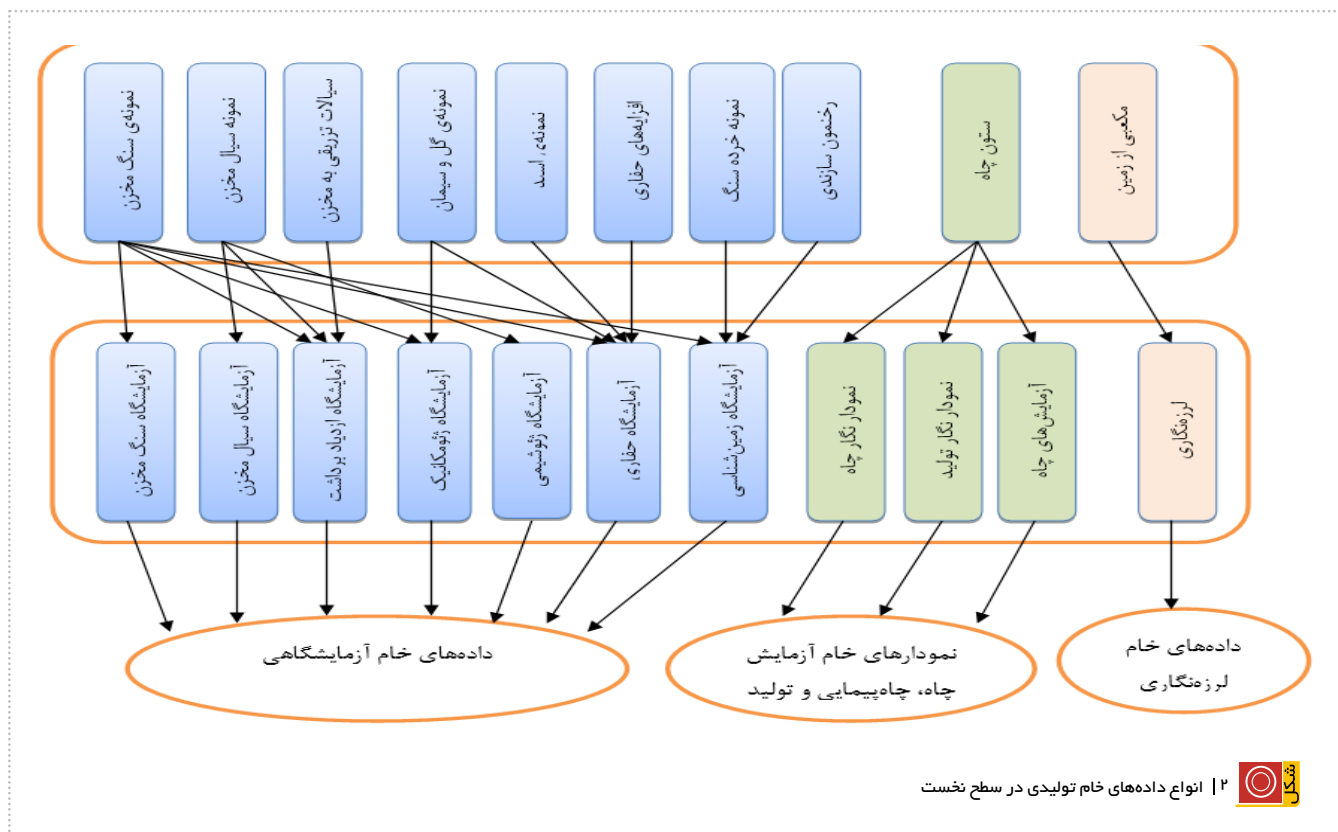 مکعبی از زمین
ستون چاه
رخنمون سازندی
نمونه خرده سنگ
افزایه‌های حفاری
نمونه‌ی اسید
نمونه‌ی گل و سیمان
سیالات تزریقی به مخزن
نمونه سیال مخزن
نمونه‌ی سنگ مخزن
لرزه‌نگاری
آزمایش‌های چاه
نمودار نگار تولید
نمودار نگار چاه
آزمایشگاه زمین‌شناسی
آزمایشگاه حفاری
آزمایشگاه ژئوشیمی
آزمایشگاه ژئومکانیک
آزمایشگاه ازدیاد برداشت
آزمایشگاه سیال مخزن
آزمایشگاه سنگ مخزن
داده‌های خام
لرزه‌نگاری
نمودارهای خام آزمایش
چاه، چاه‌پیمایی و تولید
داده‌های خام آزمایشگاهی
شکل ۲ | انواع داده‌های خام تولیدی در سطح نخست